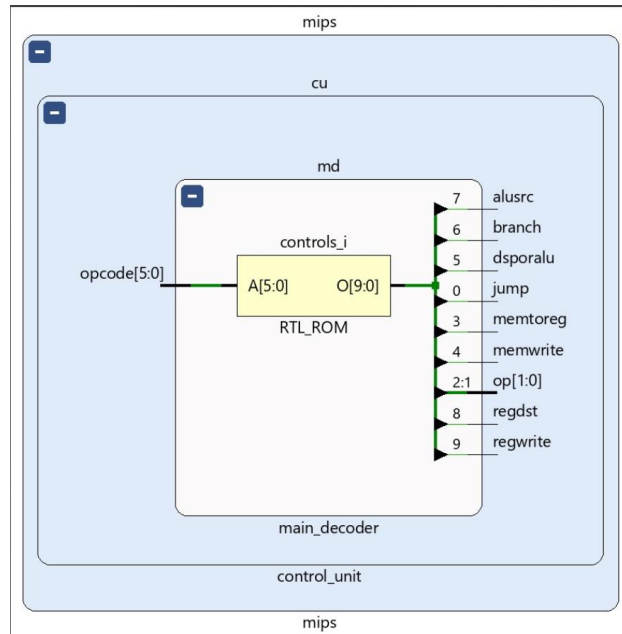 mips
cu
md
controls_i
opcode[5:0]
A[5:0] O[9:0]
RTL_ROM
7 alusrc
6 branch
5 dsporalu
0 jump
3 memtoreg
4 memwrite
2:1 op[1:0]
8 regdst
9 regwrite
main_decoder
control_unit
mips